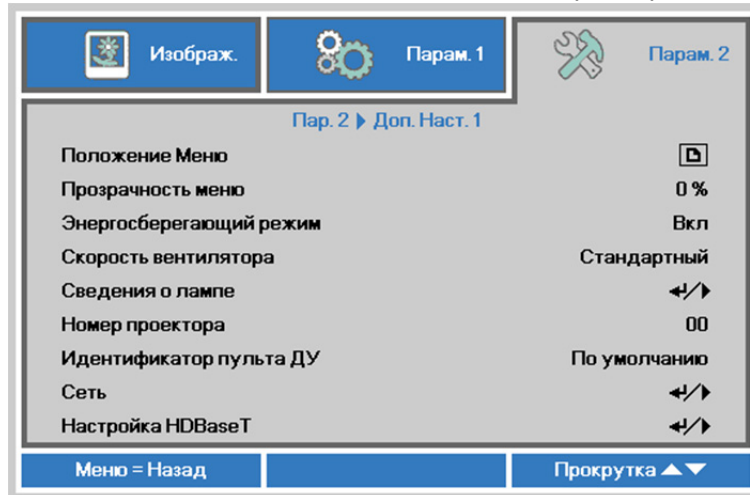 Изображ.
Парам. 1
Парам. 2
Пар. 2 Доп. Наст. 1
Положение Меню
Прозрачность меню 0 %
Энергосберегающий режим Вкл
Скорость вентилятора Стандартный
Сведения о лампе
Номер проектора 00
Идентификатор пульта ДУ По умолчанию
Сеть
Настройка HDBaseT
Меню = Назад Прокрутка